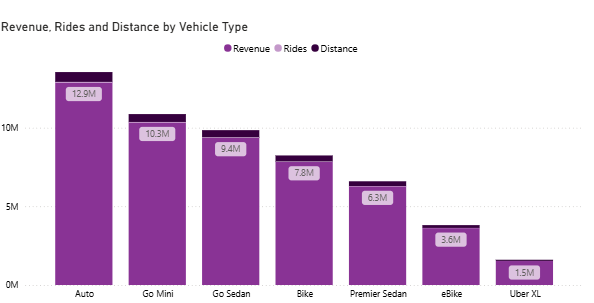 Revenue, Rides and Distance by Vehicle Type
Revenue Rides Distance
12.9M
10.3M
10M
9.4M
7.8M
6.3M
5M
3.6M
1.5M
0M
Auto Go Mini Go Sedan Bike Premier Sedan eBike Uber XL